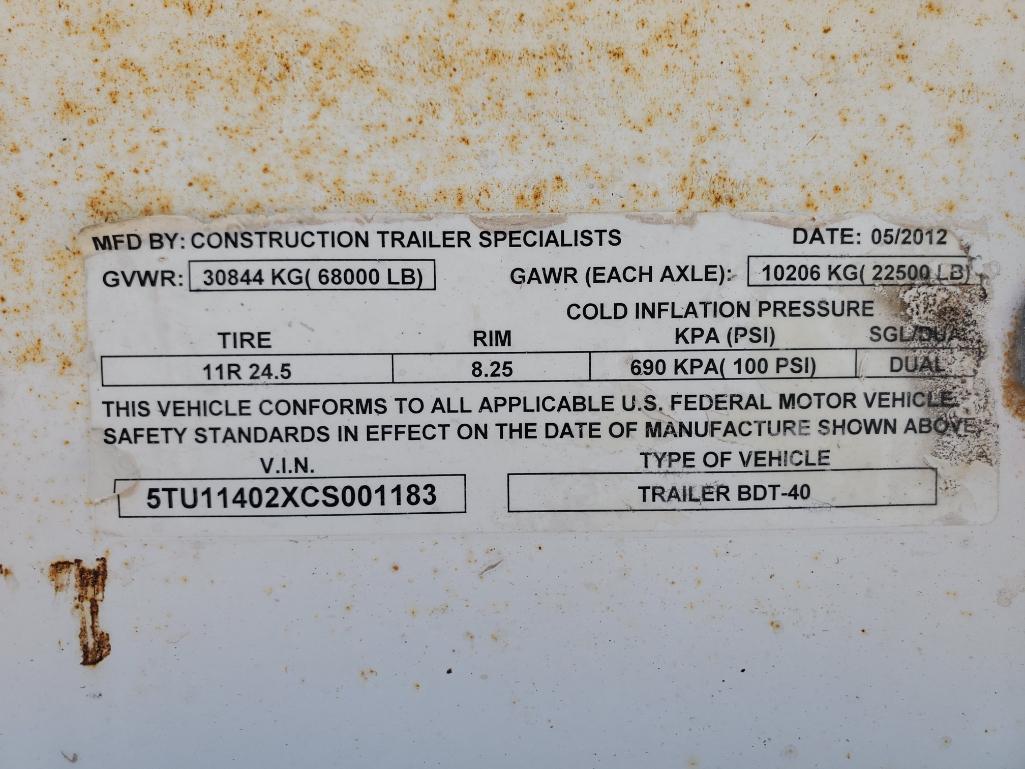 MFD BY: CONSTRUCTION TRAILER SPECIALISTS DATE: 05/2012
GVWR: 30844 KG( 68000 LB) GAWR (EACH AXLE): 10206 KG( 22500 LB)
COLD INFLATION PRESSURE
TIRE RIM KPA (PSI) SGL/DUAL
11R 24.5 8.25 690 KPA( 100 PSI) DUAL
THIS VEHICLE CONFORMS TO ALL APPLICABLE U.S. FEDERAL MOTOR VEHICLE
SAFETY STANDARDS IN EFFECT ON THE DATE OF MANUFACTURE SHOWN ABOVE.
V.I.N. TYPE OF VEHICLE
5TU11402XCS001183 TRAILER BDT-40